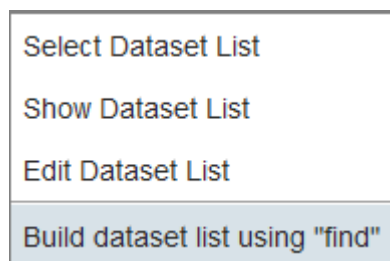 Select Dataset List
Show Dataset List
Edit Dataset List
Build dataset list using "find"